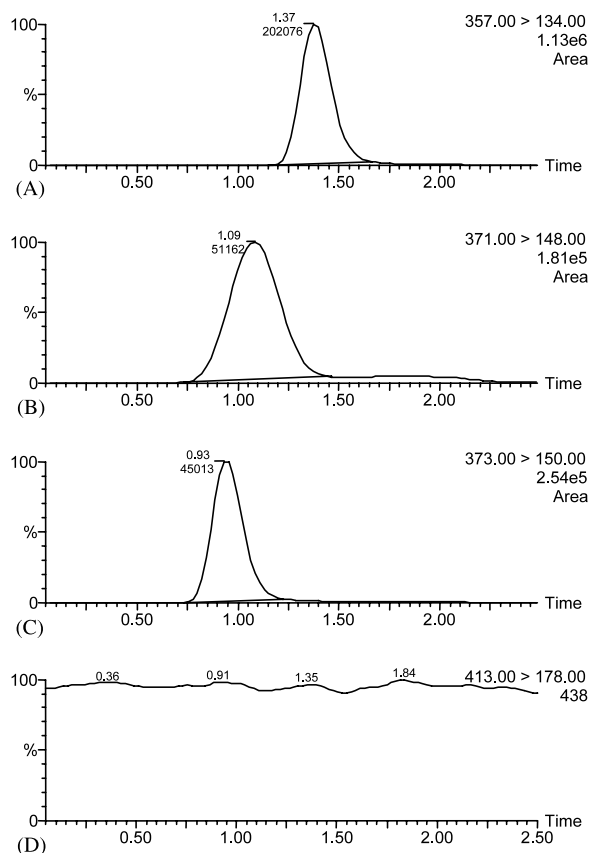 1.37
202076
357.00 > 134.00
1.13e6
Area
100
%
0
Time
0.50 1.00 1.50 2.00
(A)
1.09
51162
371.00 > 148.00
1.81e5
Area
100
%
0
Time
0.50 1.00 1.50 2.00
(B)
0.93
45013
373.00 > 150.00
2.54e5
Area
100
%
0
Time
0.50 1.00 1.50 2.00
(C)
0.36 0.91 1.35 1.84
413.00 > 178.00
438
100
%
0
Time
0.50 1.00 1.50 2.00 2.50
(D)